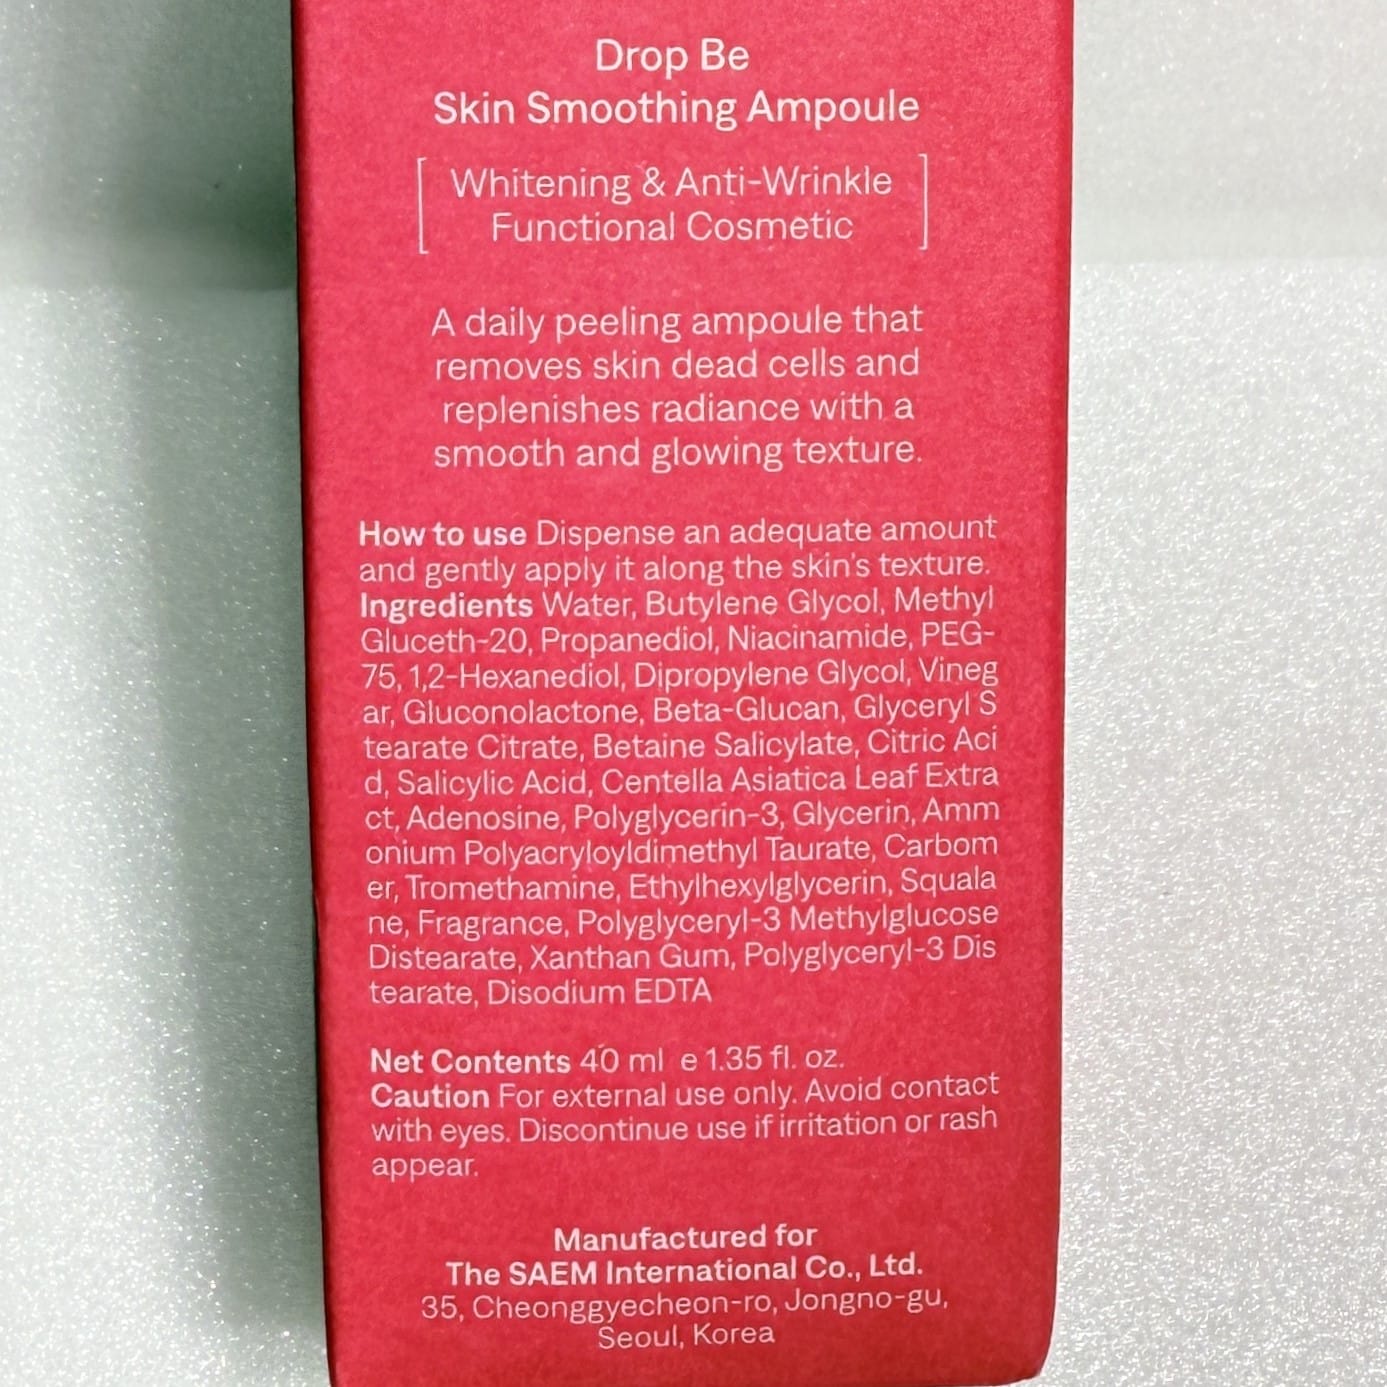 Drop Be
Skin Smoothing Ampoule
Whitening & Anti-Wrinkle
Functional Cosmetic
A daily peeling ampoule that
removes skin dead cells and
replenishes radiance with a
smooth and glowing texture.
How to use Dispense an adequate amount
and gently apply it along the skin's texture.
Ingredients Water, Butylene Glycol, Methyl
Gluceth-20, Propanediol, Niacinamide, PEG-
75, 1,2-Hexanediol, Dipropylene Glycol, Vineg
ar, Gluconolactone, Beta-Glucan, Glyceryl S
tearate Citrate, Betaine Salicylate, Citric Aci
d, Salicylic Acid, Centella Asiatica Leaf Extra
ct, Adenosine, Polyglycerin-3, Glycerin, Amm
onium Polyacryloyldimethyl Taurate, Carbom
er, Tromethamine, Ethylhexylglycerin, Squala
ne, Fragrance, Polyglyceryl-3 Methylglucose
Distearate, Xanthan Gum, Polyglyceryl-3 Dis
tearate, Disodium EDTA
Net Contents 40 ml e 1.35 fl. oz.
Caution For external use only. Avoid contact
with eyes. Discontinue use if irritation or rash
appear.
Manufactured for
The SAEM International Co., Ltd.
35, Cheonggyecheon-ro, Jongno-gu,
Seoul, Korea